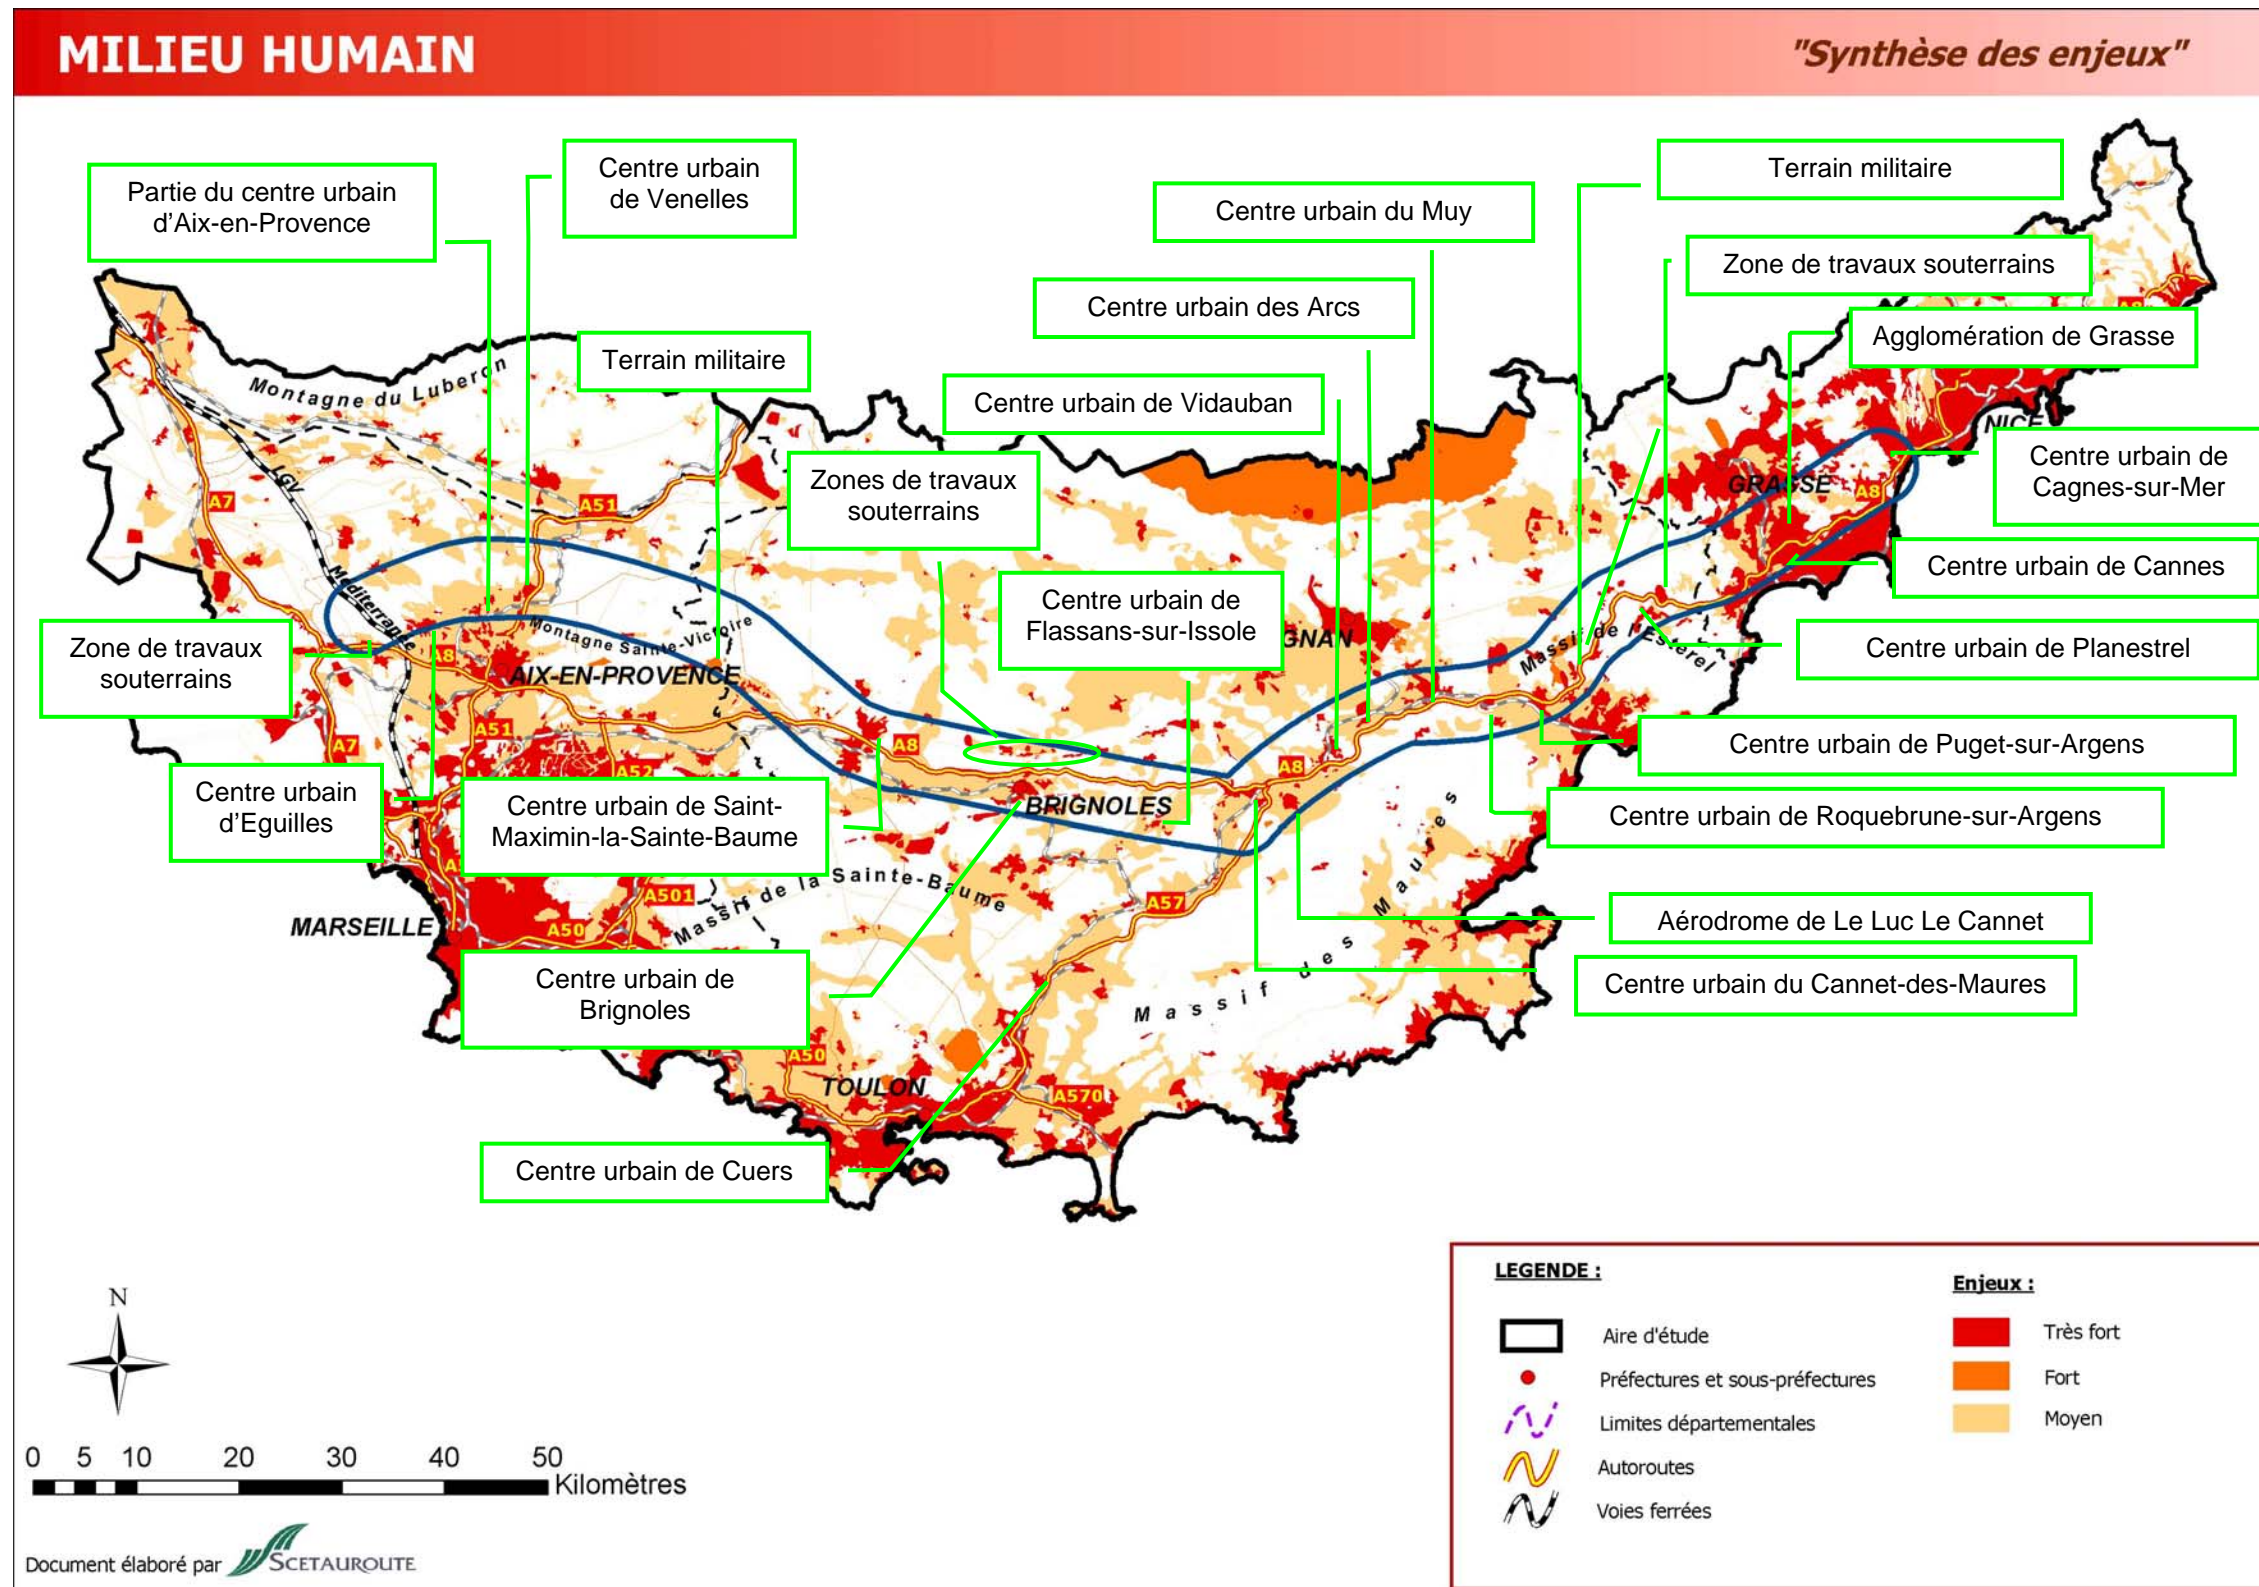 MILIEU HUMAIN
"Synthèse des enjeux"
Partie du centre urbain
d'Aix-en-Provence
Centre urbain
de Venelles
Terrain militaire
Centre urbain du Muy
Terrain militaire
Zone de travaux souterrains
Centre urbain des Arcs
Agglomération de Grasse
Centre urbain de Vidauban
Zones de travaux
souterrains
Centre urbain de
Cagnes-sur-Mer
Centre urbain de Cannes
Centre urbain de
Flassans-sur-Issole
Zone de travaux
souterrains
Centre urbain de Planestrel
Centre urbain de Puget-sur-Argens
Centre urbain
d'Eguilles
Centre urbain de Saint-
Maximin-la-Sainte-Baume
Centre urbain de Roquebrune-sur-Argens
Aérodrome de Le Luc Le Cannet
Centre urbain de
Brignoles
Centre urbain du Cannet-des-Maures
Centre urbain de Cuers
Montagne du Luberon
LGV
Méditerranée
Montagne Sainte-Victoire
AIX-EN-PROVENCE
MARSEILLE
Massif de la Sainte-Baume
BRIGNOLES
GNAN
TOULON
Massif des Maures
Massif de l'Esterel
GRASSE
NICE
A7
A51
A8
A7
A51
A52
A501
A50
A50
A8
A8
A57
A570
A8
A8
N
0 5 10 20 30 40 50
Kilomètres
Document élaboré par SCETAUROUTE
LEGENDE :
Aire d'étude
Préfectures et sous-préfectures
Limites départementales
Autoroutes
Voies ferrées
Enjeux :
Très fort
Fort
Moyen